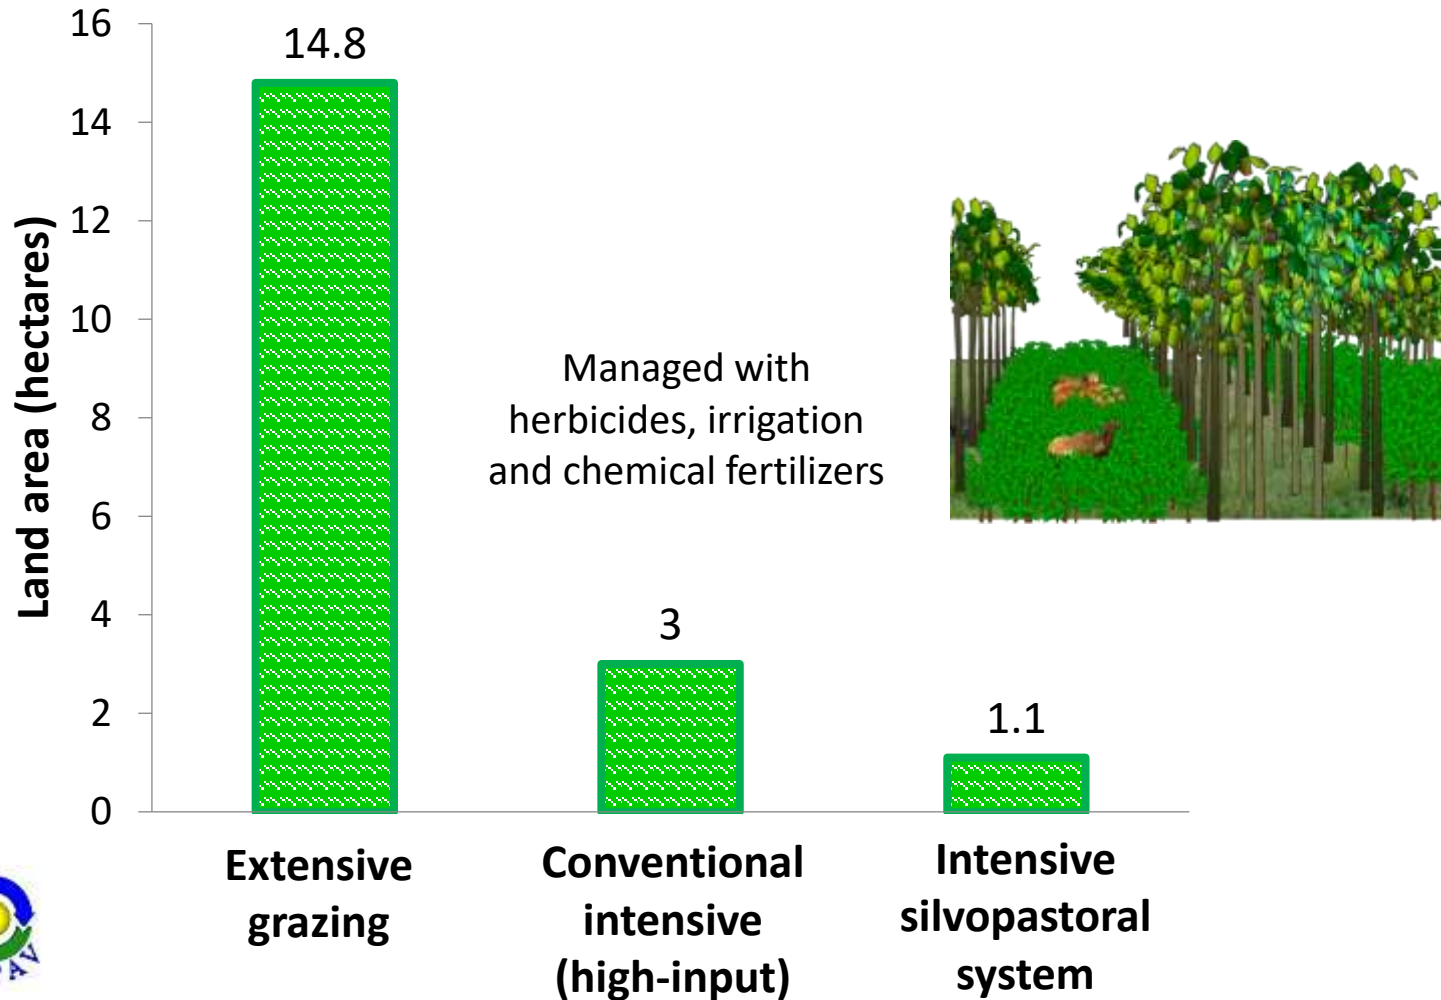 Land area (hectares)
16
14
12
10
8
6
4
2
0
14.8
3
1.1
Managed with
herbicides, irrigation
and chemical fertilizers
Extensive
grazing
Conventional
intensive
(high-input)
Intensive
silvopastoral
system